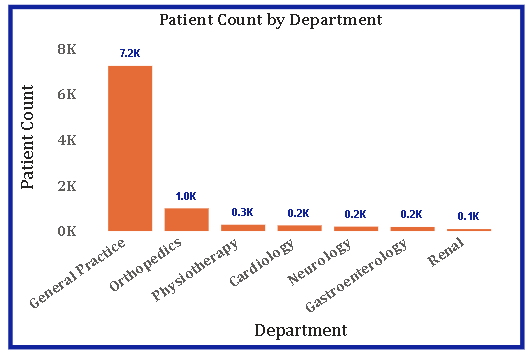 Patient Count by Department
Patient Count
8K
6K
4K
2K
0K
7.2K
1.0K
0.3K
0.2K
0.2K
0.2K
0.1K
General Practice
Orthopedics
Physiotherapy
Cardiology
Neurology
Gastroenterology
Renal
Department